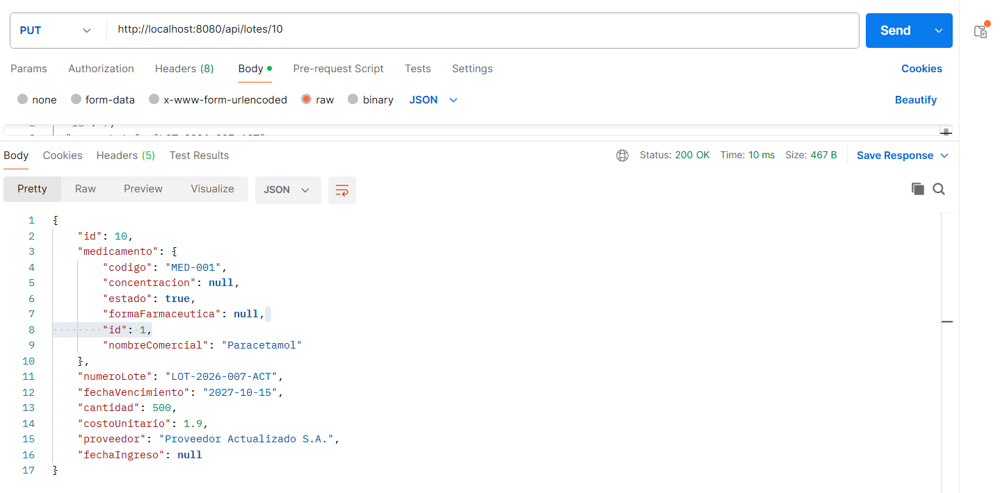 PUT http://localhost:8080/api/lotes/10 Send
Params Authorization Headers (8) Body Pre-request Script Tests Settings Cookies
none form-data x-www-form-urlencoded raw binary JSON Beautify
Body Cookies Headers (5) Test Results Status: 200 OK Time: 10 ms Size: 467 B Save Response
Pretty Raw Preview Visualize JSON
1 {
2 "id": 10,
3 "medicamento": {
4 "codigo": "MED-001",
5 "concentracion": null,
6 "estado": true,
7 "formaFarmaceutica": null,
8 "id": 1,
9 "nombreComercial": "Paracetamol"
10 },
11 "numeroLote": "LOT-2026-007-ACT",
12 "fechaVencimiento": "2027-10-15",
13 "cantidad": 500,
14 "costoUnitario": 1.9,
15 "proveedor": "Proveedor Actualizado S.A.",
16 "fechaIngreso": null
17 }